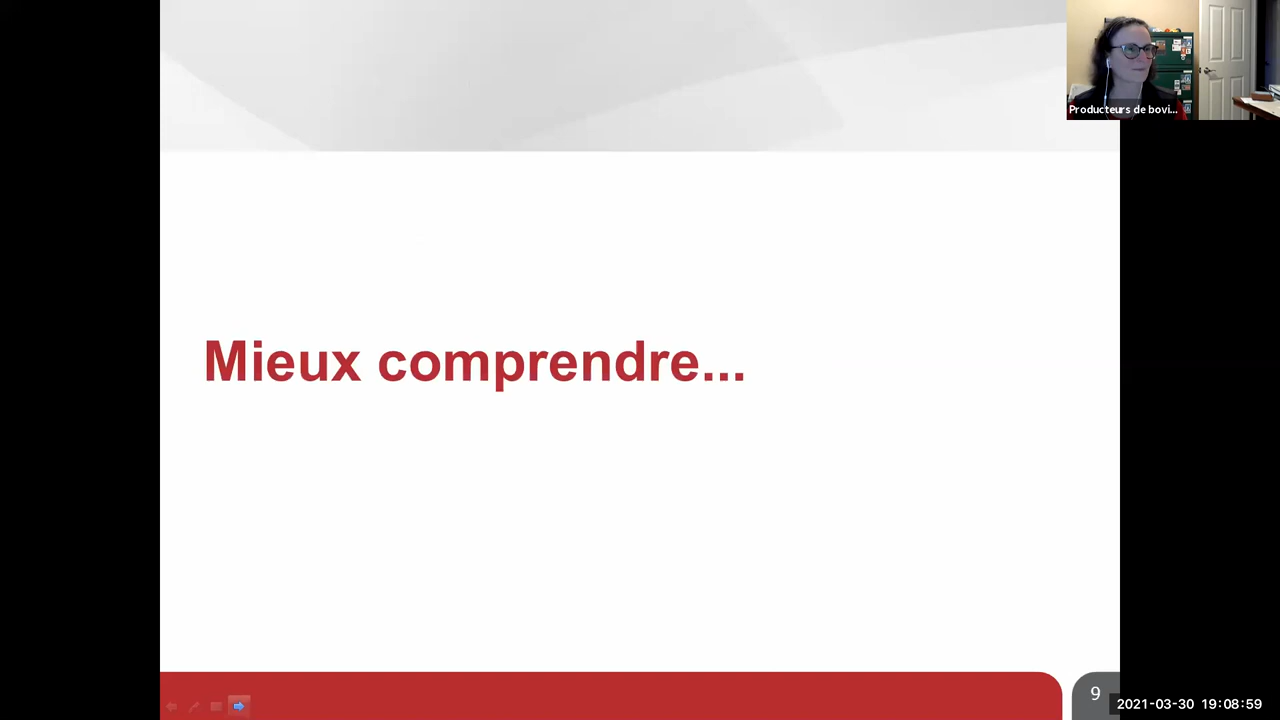 Producteurs de bovi...
Mieux comprendre...
9
2021-03-30 19:08:59